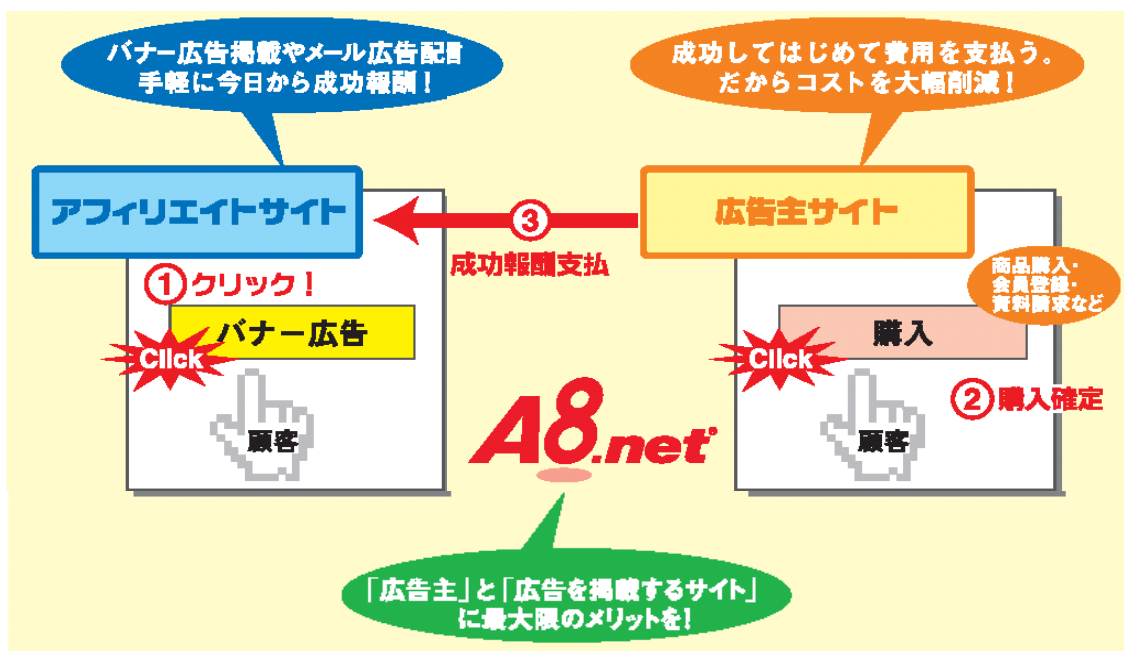 バナー広告掲載やメール広告配信
手軽に今日から成功報酬！
成功してはじめて費用を支払う。
だからコストを大幅削減！
アフィリエイトサイト
③
成功報酬支払
広告主サイト
①クリック！
バナー広告
Click
顧客
商品購入・
会員登録・
資料請求など
購入
Click
②購入確定
顧客
A8.net
「広告主」と「広告を掲載するサイト」
に最大限のメリットを！